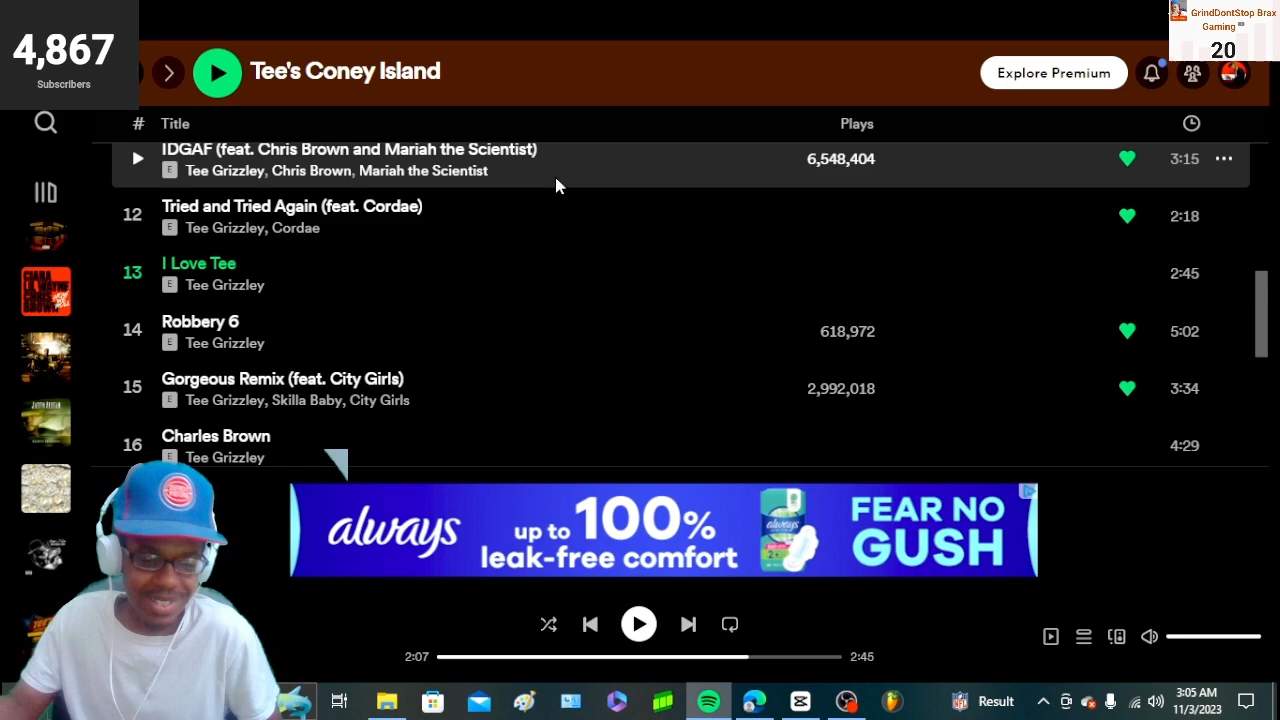 4,867
Subscribers
GrindDontStop Brax
Gaming
20
Tee's Coney Island
Explore Premium
# Title Plays
IDGAF (feat. Chris Brown and Mariah the Scientist) 6,548,404 3:15
E Tee Grizzley, Chris Brown, Mariah the Scientist
12 Tried and Tried Again (feat. Cordae) 2:18
E Tee Grizzley, Cordae
13 I Love Tee 2:45
E Tee Grizzley
14 Robbery 6 618,972 5:02
E Tee Grizzley
15 Gorgeous Remix (feat. City Girls) 2,992,018 3:34
E Tee Grizzley, Skilla Baby, City Girls
16 Charles Brown 4:29
E Tee Grizzley
always up to 100% leak-free comfort FEAR NO GUSH
2:07 2:45
Result
3:05 AM
11/3/2023